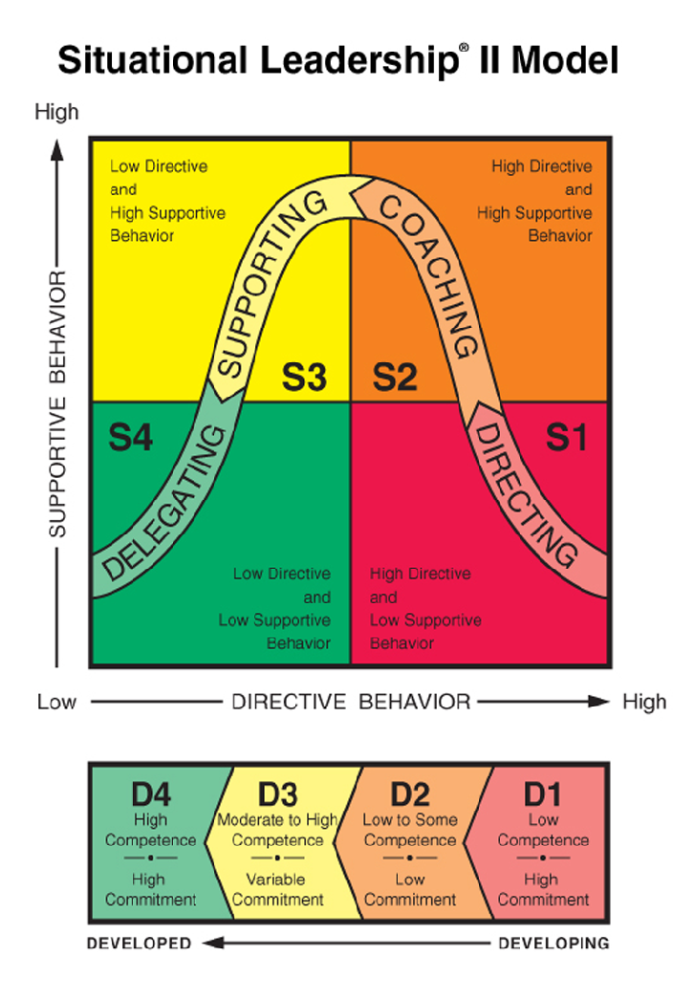 Situational Leadership® II Model
High
Low Directive
and
High Supportive
Behavior
High Directive
and
High Supportive
Behavior
SUPPORTING
COACHING
S3
S2
S4
S1
DELEGATING
DIRECTING
Low Directive
and
Low Supportive
Behavior
High Directive
and
Low Supportive
Behavior
SUPPORTIVE BEHAVIOR
Low
DIRECTIVE BEHAVIOR
High
D4
High
Competence
High
Commitment
D3
Moderate to High
Competence
Variable
Commitment
D2
Low to Some
Competence
Low
Commitment
D1
Low
Competence
High
Commitment
DEVELOPED
DEVELOPING